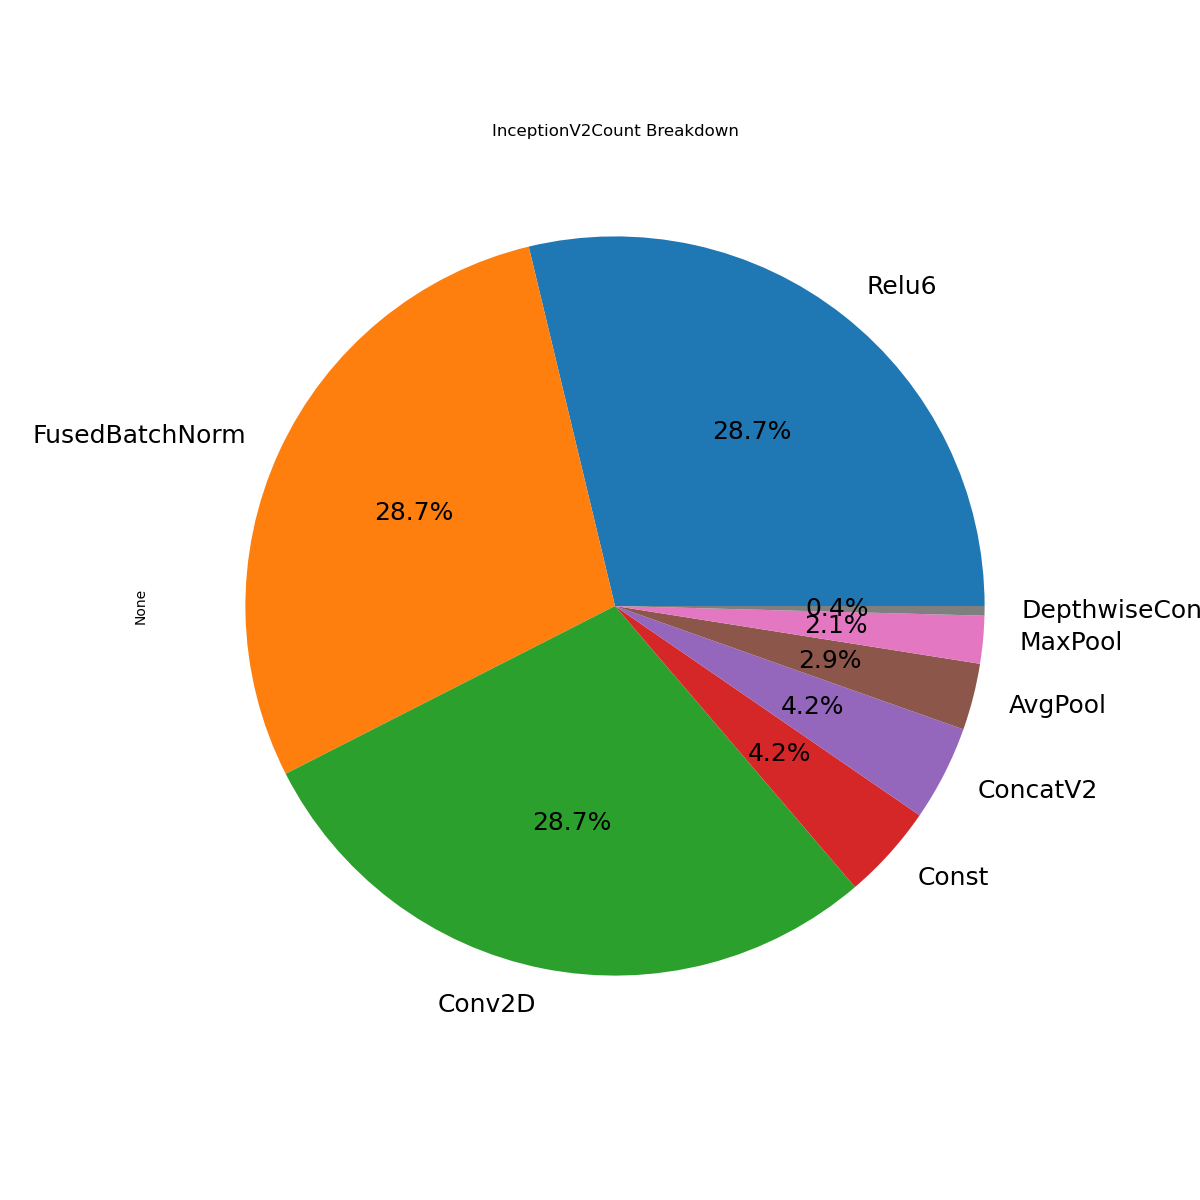 InceptionV2Count Breakdown
Relu6
28.7%
FusedBatchNorm
28.7%
None
0.4%
DepthwiseCon
2.1%
MaxPool
2.9%
AvgPool
4.2%
ConcatV2
4.2%
Const
28.7%
Conv2D